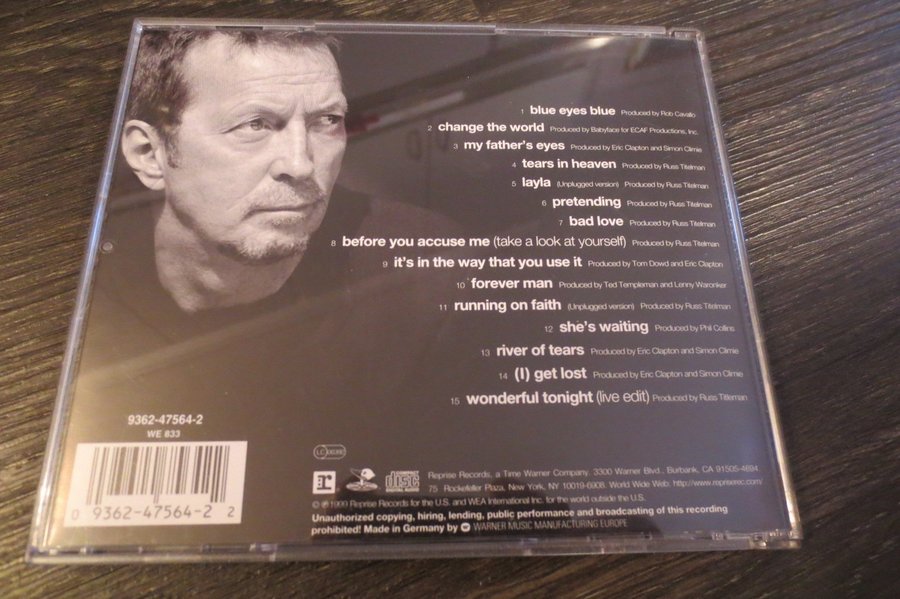 1 blue eyes blue Produced by Rob Cavallo
2 change the world Produced by Babyface for ECAF Productions, Inc.
3 my father's eyes Produced by Eric Clapton and Simon Climie
4 tears in heaven Produced by Russ Titelman
5 layla (Unplugged version) Produced by Russ Titelman
6 pretending Produced by Russ Titelman
7 bad love Produced by Russ Titelman
8 before you accuse me (take a look at yourself) Produced by Russ Titelman
9 it's in the way that you use it Produced by Tom Dowd and Eric Clapton
10 forever man Produced by Ted Templeman and Lenny Waronker
11 running on faith (Unplugged version) Produced by Russ Titelman
12 she's waiting Produced by Phil Collins
13 river of tears Produced by Eric Clapton and Simon Climie
14 (I) get lost Produced by Eric Clapton and Simon Climie
15 wonderful tonight (live edit) Produced by Russ Titelman
9362-47564-2
WE 833
0 9362-47564-2 2
LC
r
COMPACT
disc
DIGITAL AUDIO
Reprise Records, a Time Warner Company. 3300 Warner Blvd., Burbank, CA 91505-4694
75 Rockefeller Plaza, New York, NY 10019-6908. World Wide Web. http://www.repriserec.com/
© ℗ 1999 Reprise Records for the U.S. and WEA International Inc. for the world outside the U.S.
Unauthorized copying, hiring, lending, public performance and broadcasting of this recording
prohibited! Made in Germany by WARNER MUSIC MANUFACTURING EUROPE